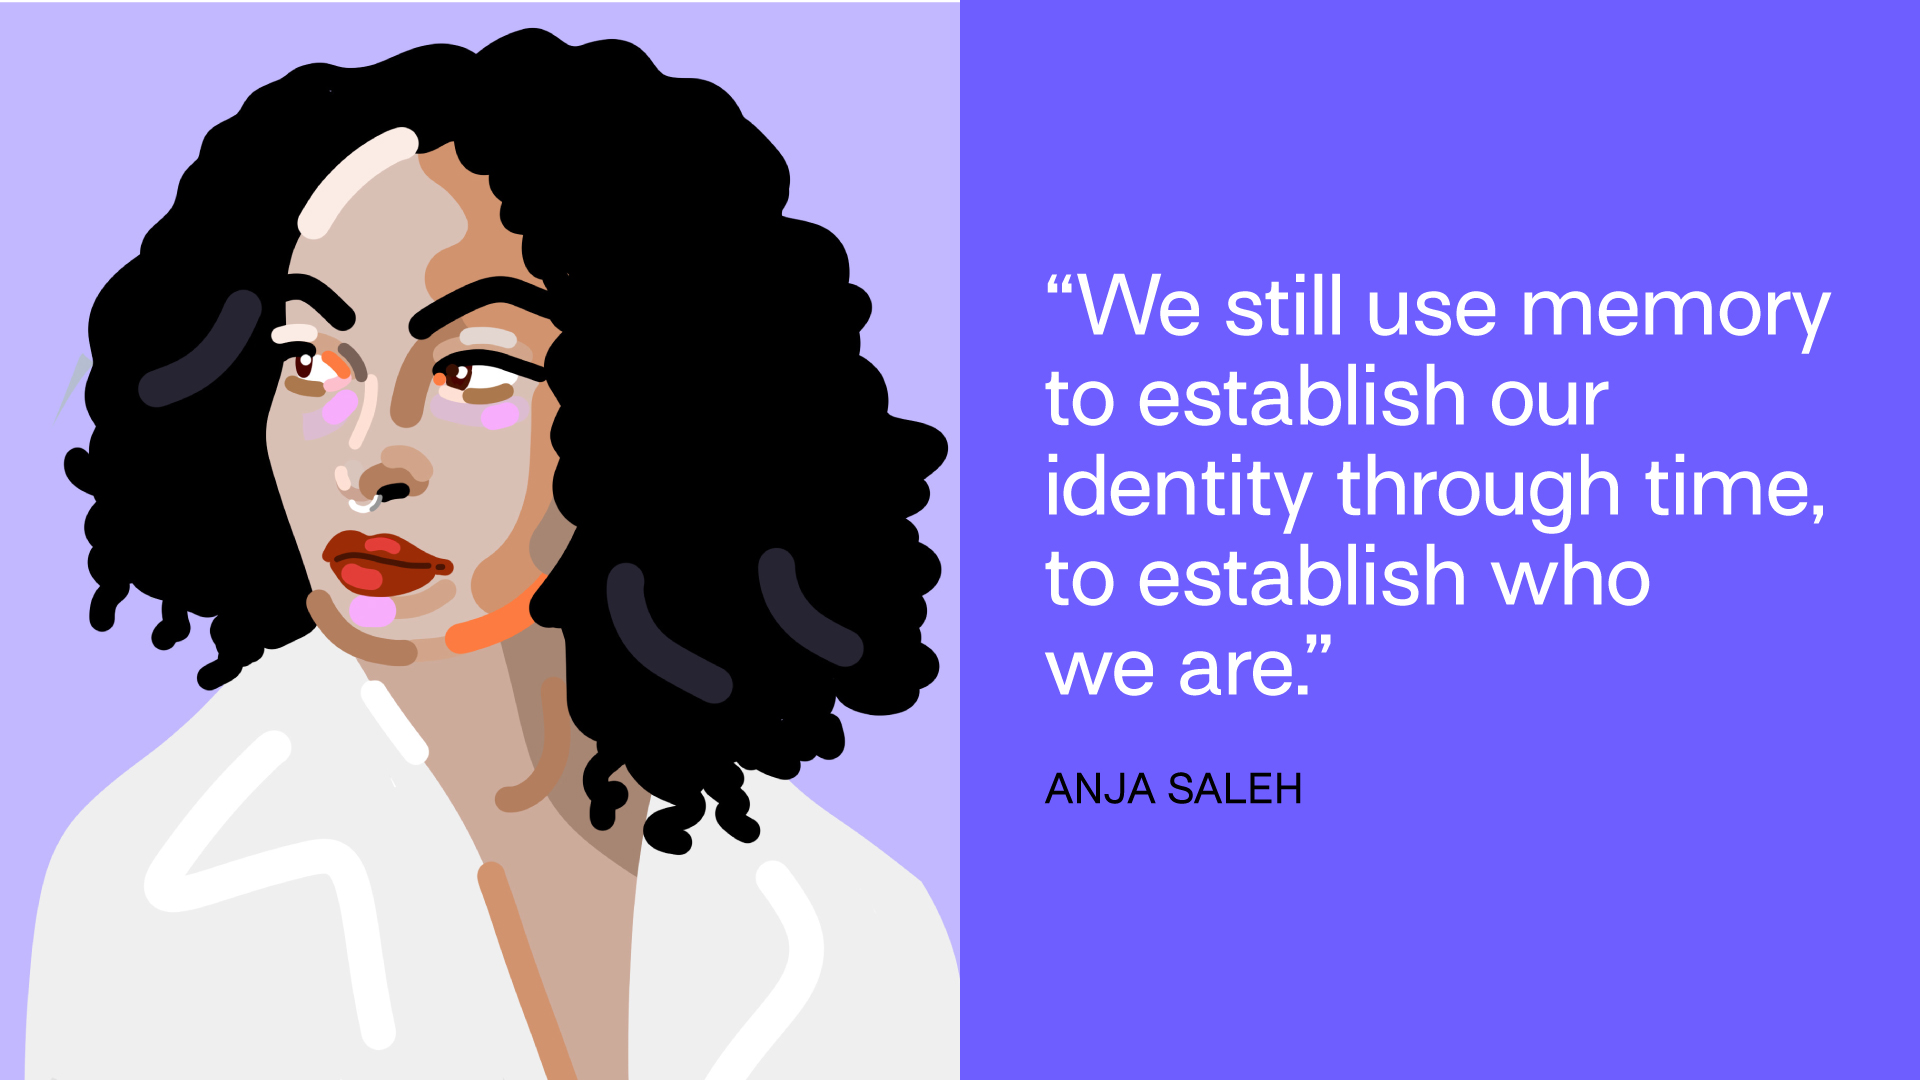 “We still use memory
to establish our
identity through time,
to establish who
we are.”
ANJA SALEH